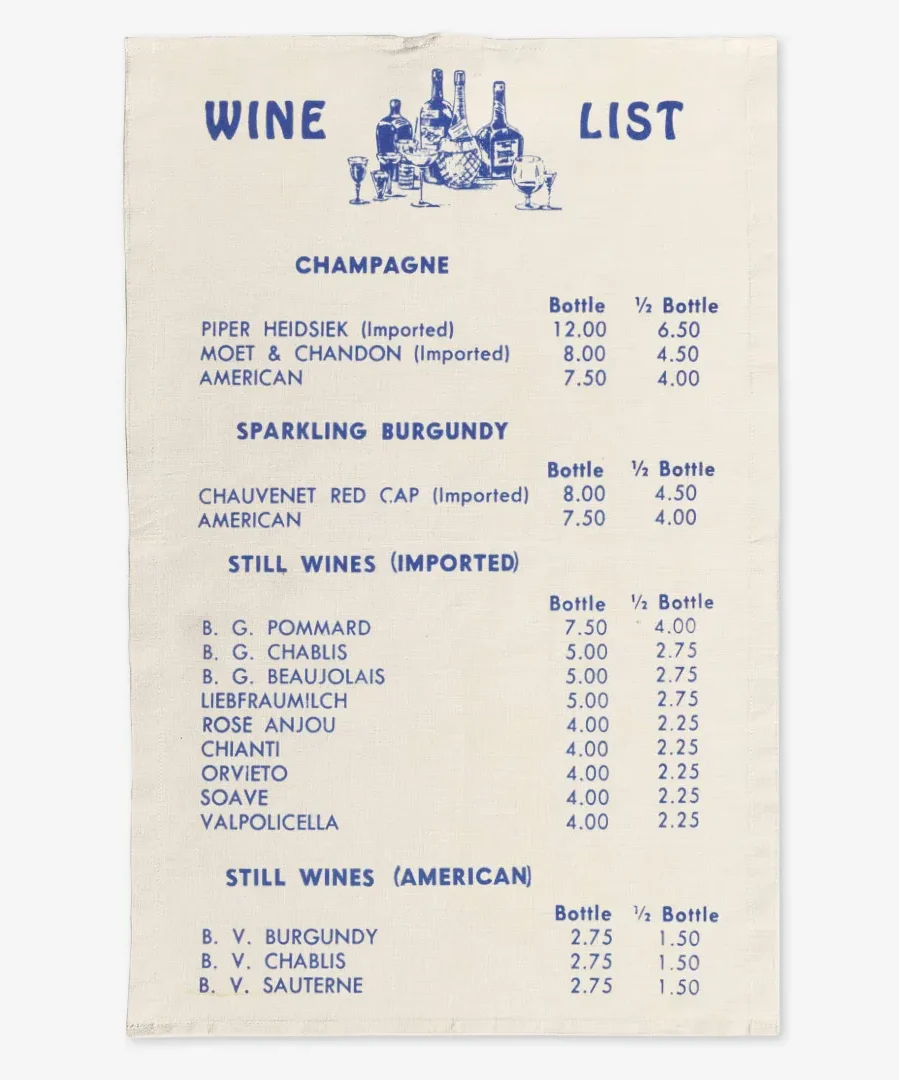 WINE LIST
CHAMPAGNE
Bottle ½ Bottle
PIPER HEIDSIEK (Imported) 12.00 6.50
MOET & CHANDON (Imported) 8.00 4.50
AMERICAN 7.50 4.00
SPARKLING BURGUNDY
Bottle ½ Bottle
CHAUVENET RED CAP (Imported) 8.00 4.50
AMERICAN 7.50 4.00
STILL WINES (IMPORTED)
Bottle ½ Bottle
B. G. POMMARD 7.50 4.00
B. G. CHABLIS 5.00 2.75
B. G. BEAUJOLAIS 5.00 2.75
LIEBFRAUMILCH 5.00 2.75
ROSE ANJOU 4.00 2.25
CHIANTI 4.00 2.25
ORVIETO 4.00 2.25
SOAVE 4.00 2.25
VALPOLICELLA 4.00 2.25
STILL WINES (AMERICAN)
Bottle ½ Bottle
B. V. BURGUNDY 2.75 1.50
B. V. CHABLIS 2.75 1.50
B. V. SAUTERNE 2.75 1.50